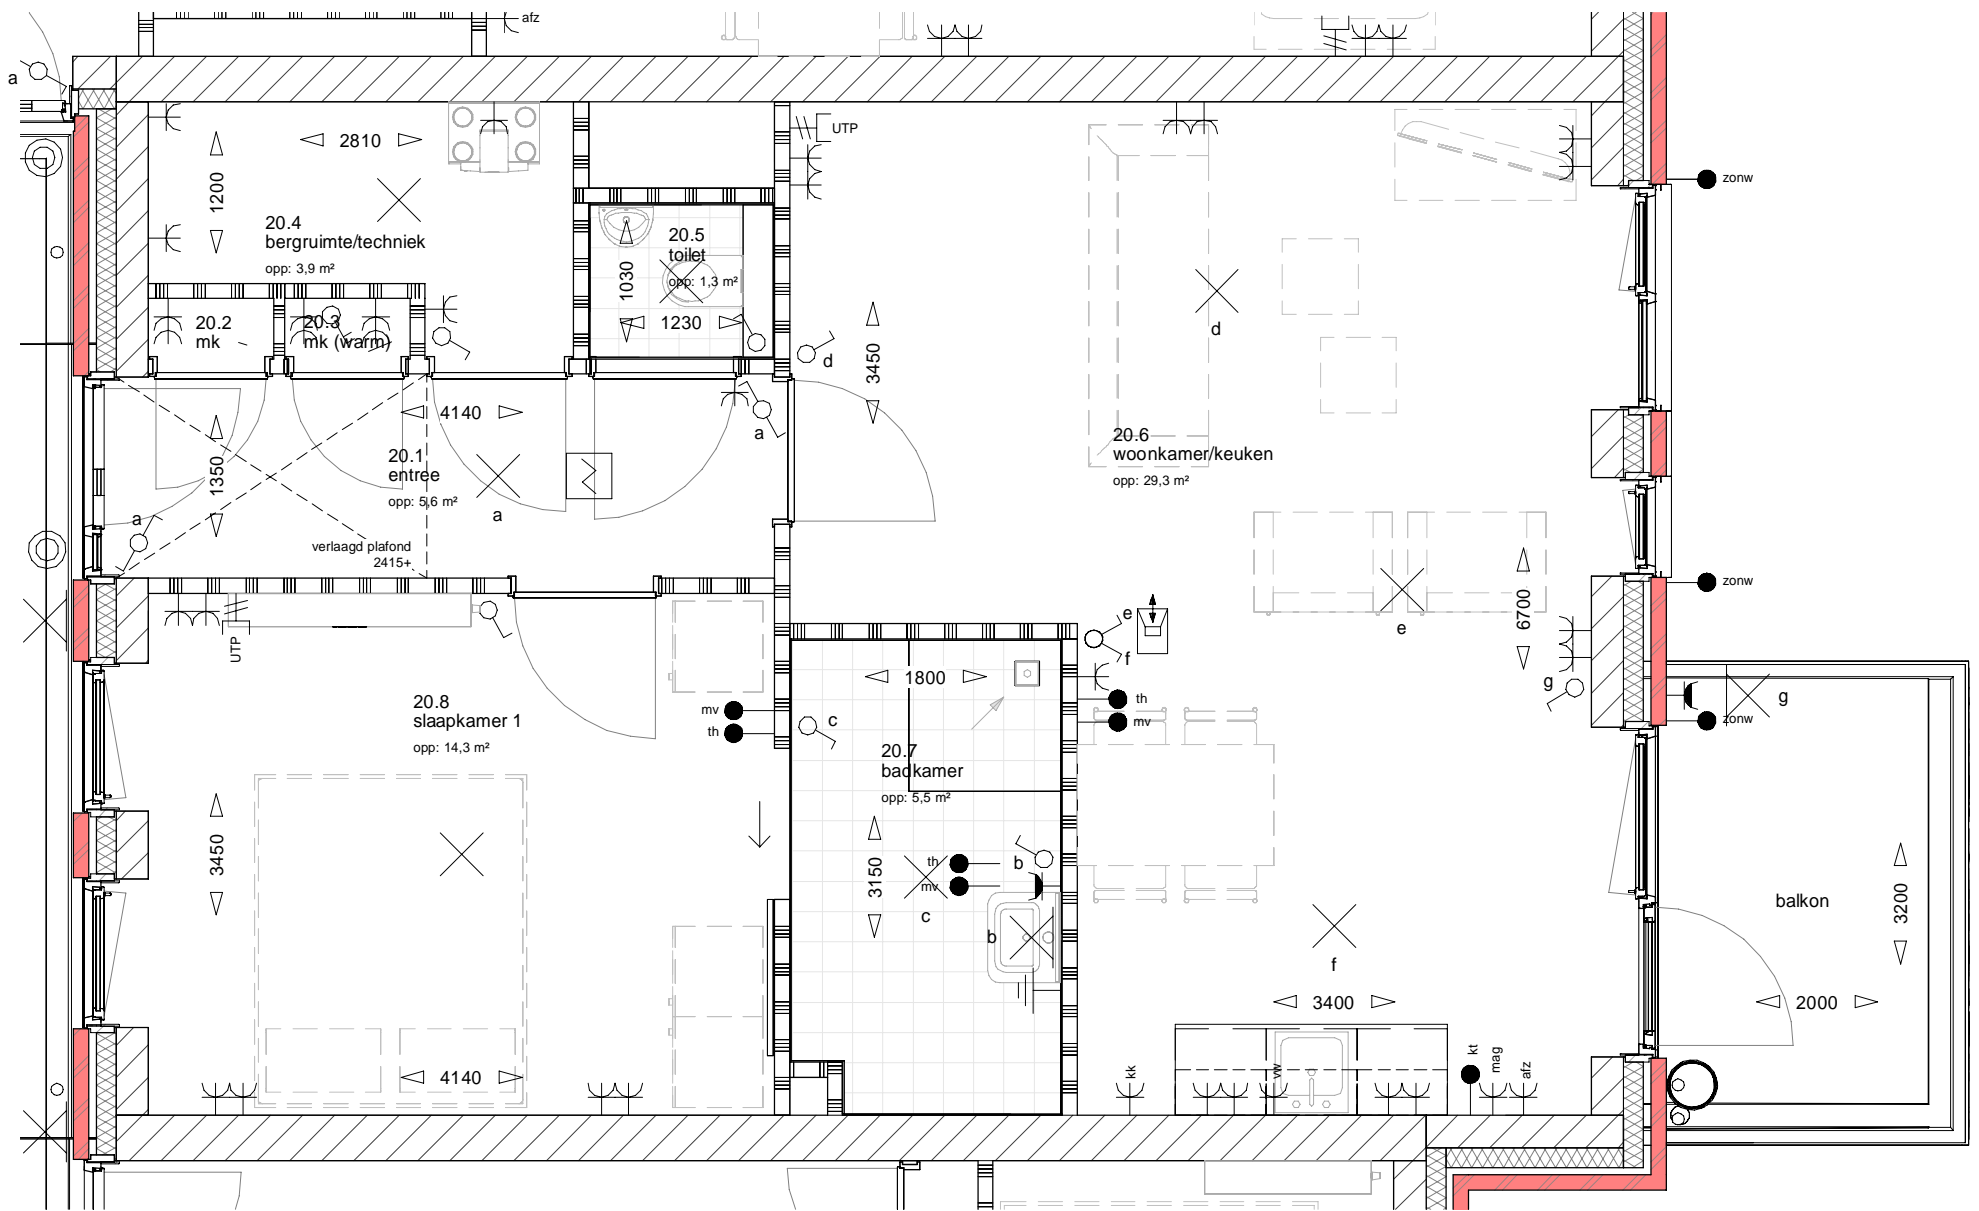 afz
a
UTP
2810
1200
20.4
bergruimte/techniek
opp: 3,9 m²
20.5
toilet
opp: 1,3 m²
1030
1230
zonw
20.2
mk
20.3
mk (warm)
d
d
3450
4140
a
20.1
entree
opp: 5,6 m²
a
1350
a
verlaagd plafond
2415+
20.6
woonkamer/keuken
opp: 29,3 m²
zonw
e
6700
UTP
e
f
1800
20.8
slaapkamer 1
opp: 14,3 m²
mv
th
c
th
mv
g
g
zonw
20.7
badkamer
opp: 5,5 m²
3450
3150
th
mv
c
b
b
balkon
3200
f
3400
2000
4140
kk
vw
kt
mag
afz